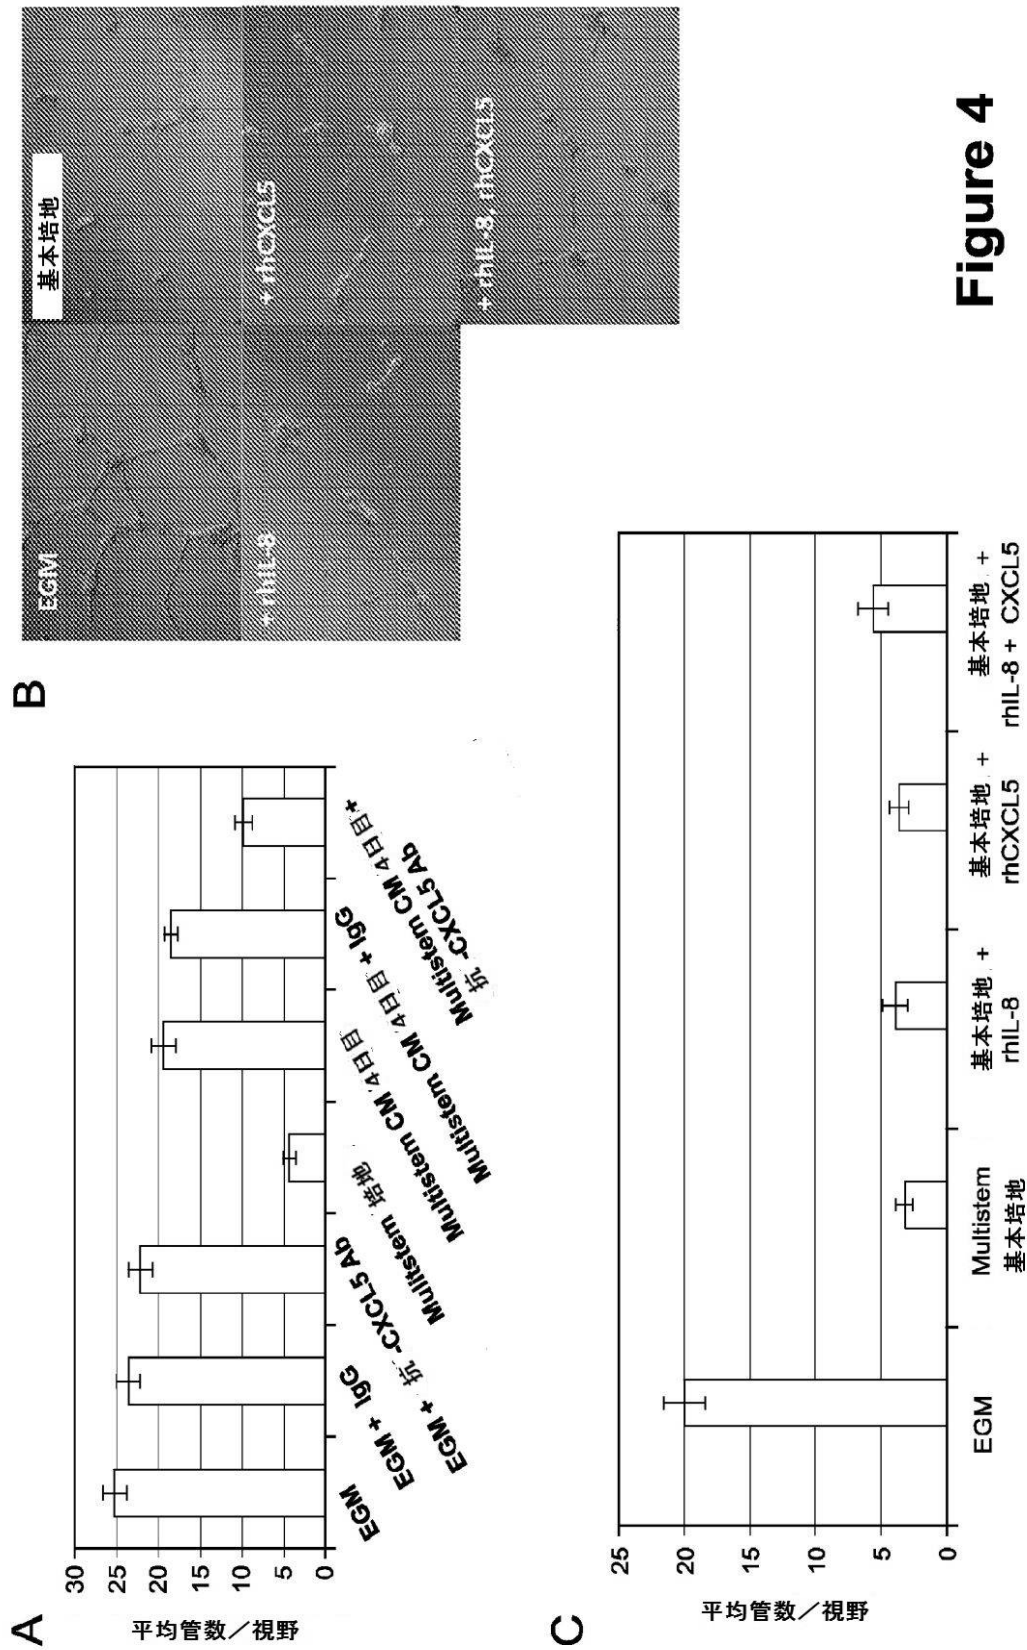 A
平均管数／視野
30
25
20
15
10
5
0
EGM
EGM + IgG
EGM + 抗-CXCL5 Ab
Mulitstem 培地
Multistem CM 4日目
Multistem CM 4日目 + IgG
Multistem CM 4日目+
抗-CXCL5 Ab
B
EGM
基本培地
+ rhIL-8
+ rhCXCL5
+ rhIL-8, rhCXCL5
C
平均管数／視野
25
20
15
10
5
0
EGM
Multistem
基本培地
基本培地 +
rhIL-8
基本培地 +
rhCXCL5
基本培地 +
rhIL-8 + CXCL5
Figure 4